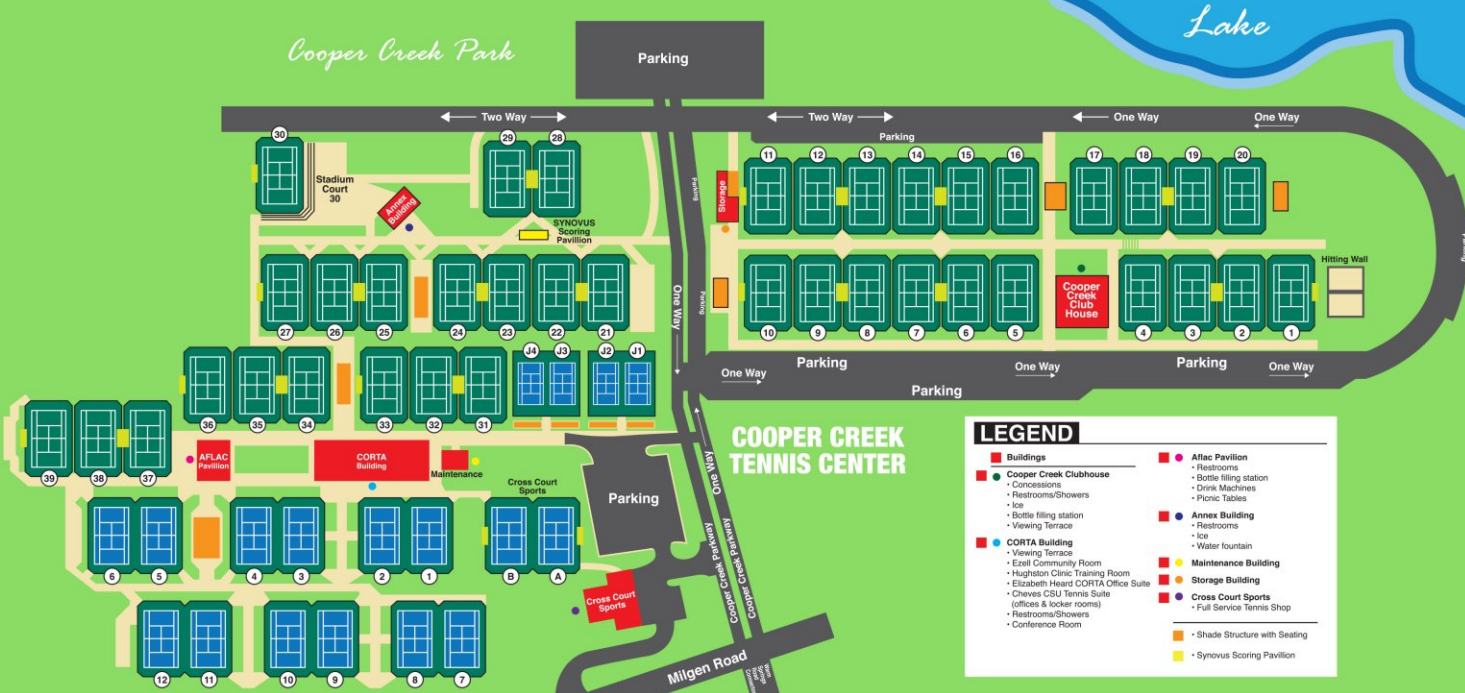 Cooper Creek Park
Lake
Parking
Two Way
Two Way
One Way
One Way
Parking
30
29
28
11
12
13
14
15
16
17
18
19
20
Stadium
Court
30
Annex
Building
SYNOVUS
Scoring
Pavilion
Storage
Parking
Parking
Parking
One Way
Hitting Wall
Cooper
Creek
Club
House
27
26
25
24
23
22
21
10
9
8
7
6
5
4
3
2
1
J4
J3
J2
J1
One Way
Parking
One Way
Parking
One Way
Parking
36
35
34
33
32
31
39
38
37
AFLAC
Pavilion
CORTA
Building
Maintenance
Cross Court
Sports
Parking
COOPER CREEK
TENNIS CENTER
One Way
Cooper Creek Parkway
Cooper Creek Parkway
6
5
4
3
2
1
B
A
Cross Court
Sports
12
11
10
9
8
7
Milgen Road
Warm
Springs
Road
Connector
LEGEND
Buildings
Cooper Creek Clubhouse
• Concessions
• Restrooms/Showers
• Ice
• Bottle filling station
• Viewing Terrace
CORTA Building
• Viewing Terrace
• Ezell Community Room
• Hughston Clinic Training Room
• Elizabeth Heard CORTA Office Suite
• Cheves CSU Tennis Suite
(offices & locker rooms)
• Restrooms/Showers
• Conference Room
Aflac Pavilion
• Restrooms
• Bottle filling station
• Drink Machines
• Picnic Tables
Annex Building
• Restrooms
• Ice
• Water fountain
Maintenance Building
Storage Building
Cross Court Sports
• Full Service Tennis Shop
• Shade Structure with Seating
• Synovus Scoring Pavilion